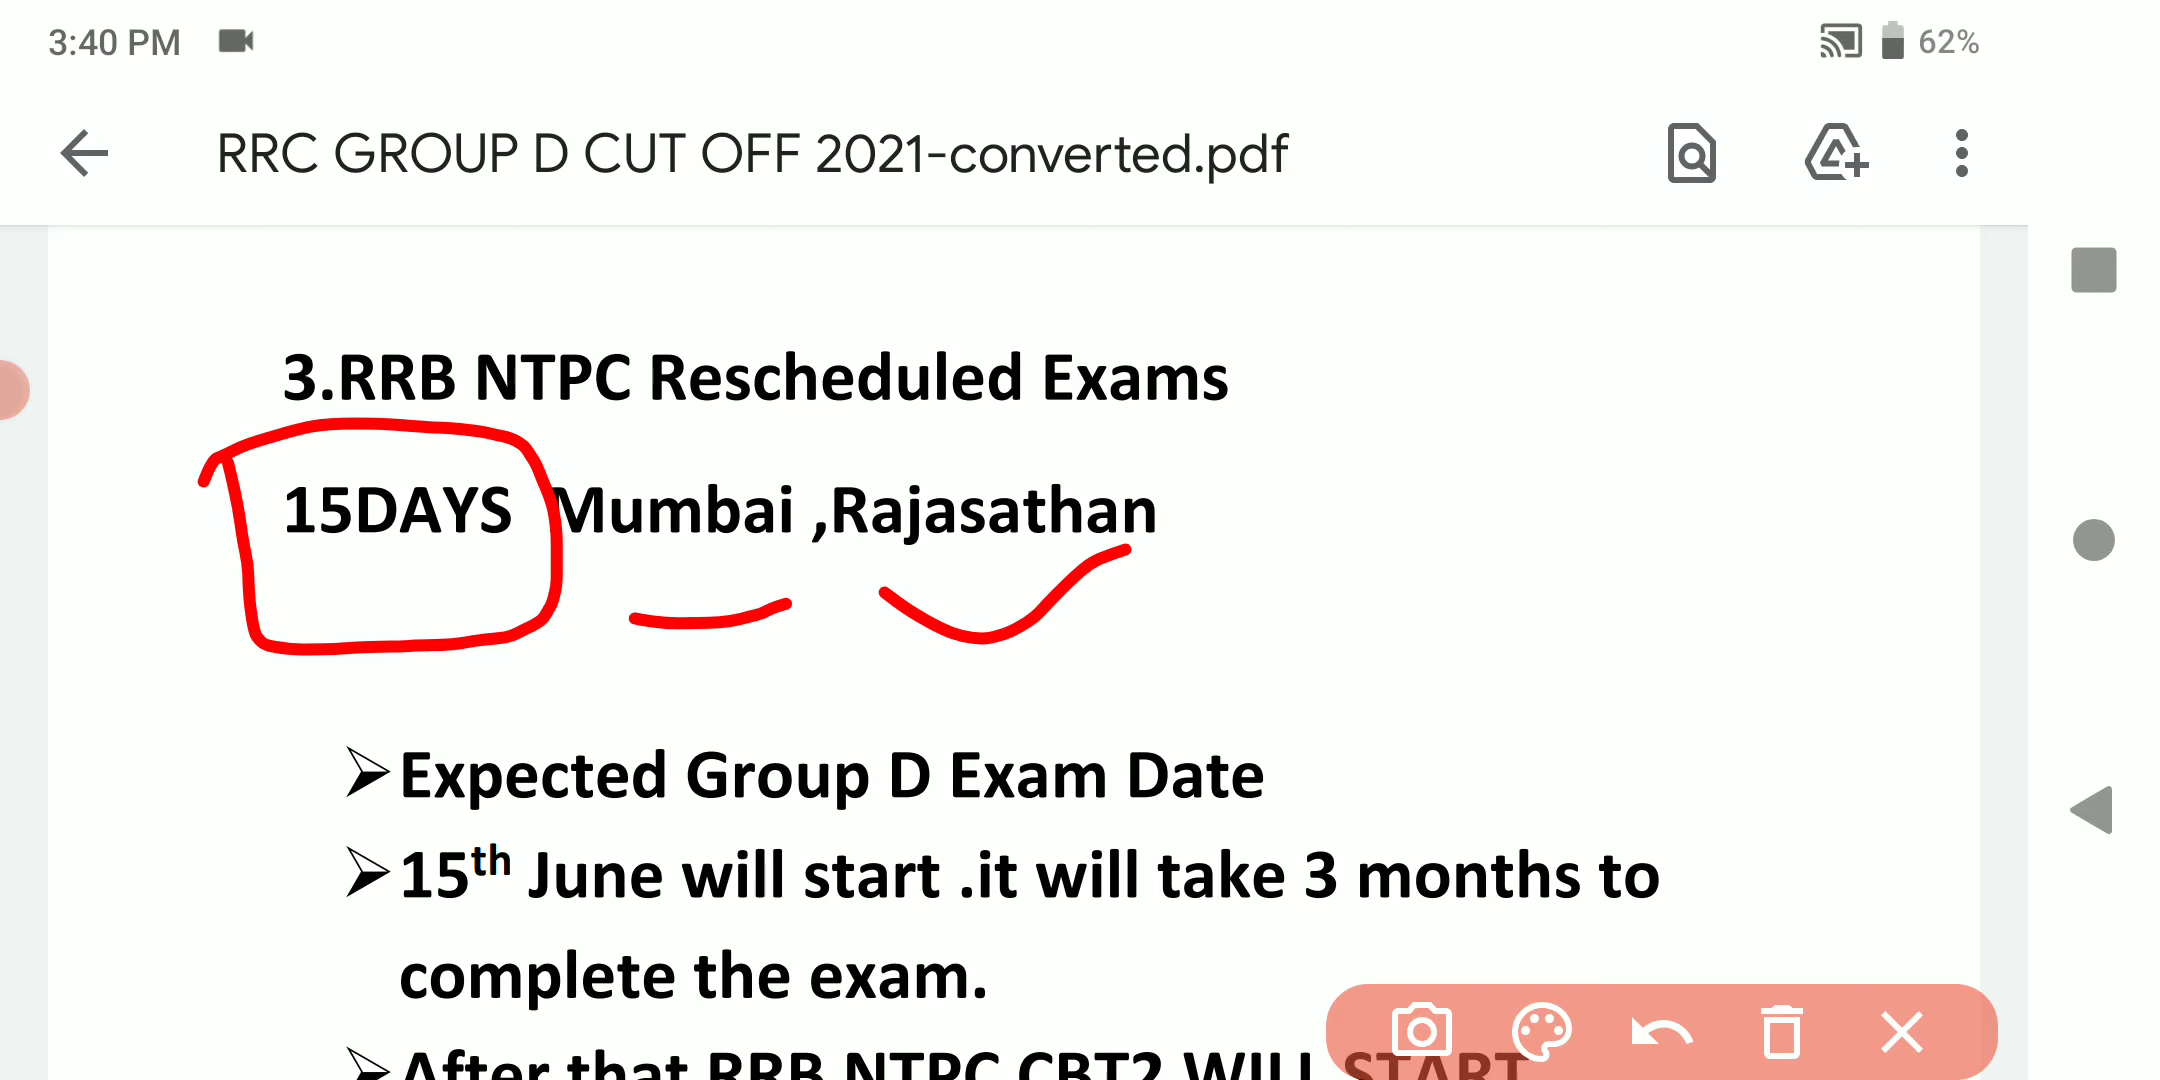 3:40 PM 62%
RRC GROUP D CUT OFF 2021-converted.pdf
3.RRB NTPC Rescheduled Exams
15DAYS Mumbai ,Rajasathan
➢Expected Group D Exam Date
➢15th June will start .it will take 3 months to
complete the exam.
➢After that RRB NTPC CBT2 WILL START